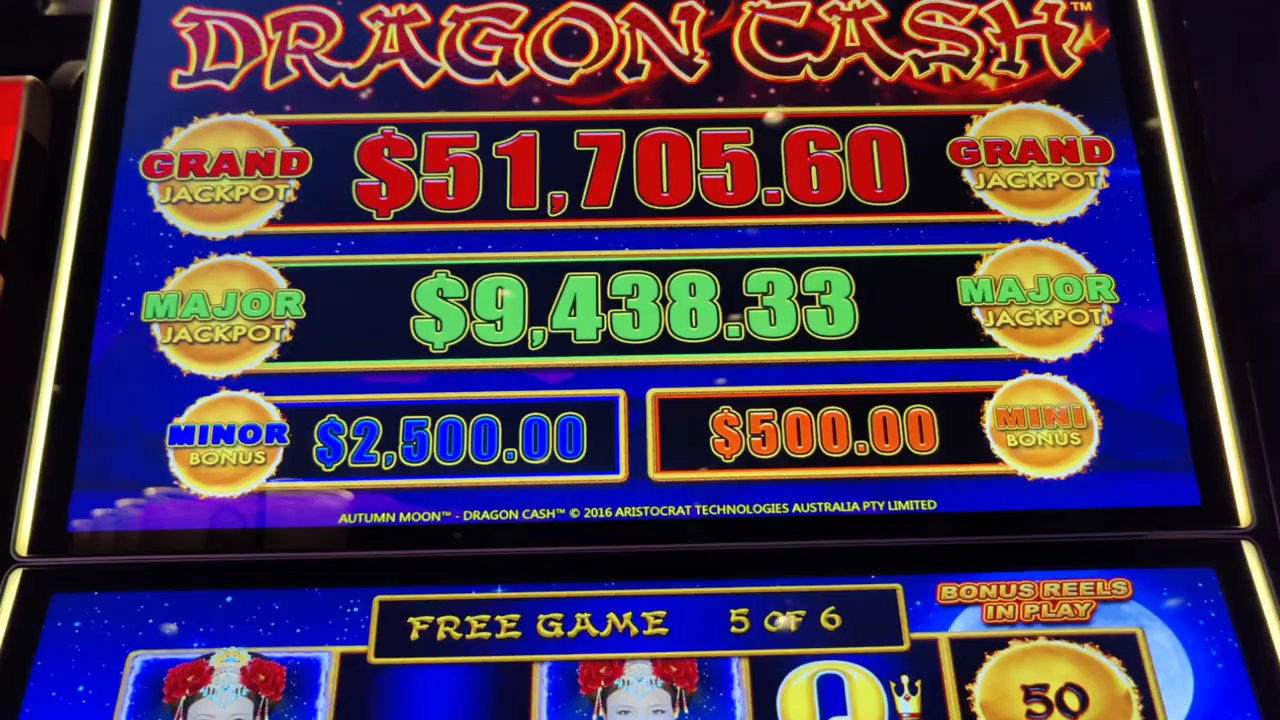 DRAGON CASH™
GRAND JACKPOT $51,705.60 GRAND JACKPOT
MAJOR JACKPOT $9,438.33 MAJOR JACKPOT
MINOR BONUS $2,500.00 $500.00 MINI BONUS
AUTUMN MOON™ - DRAGON CASH™ © 2016 ARISTOCRAT TECHNOLOGIES AUSTRALIA PTY LIMITED
FREE GAME 5 OF 6
BONUS REELS
IN PLAY
Q
50